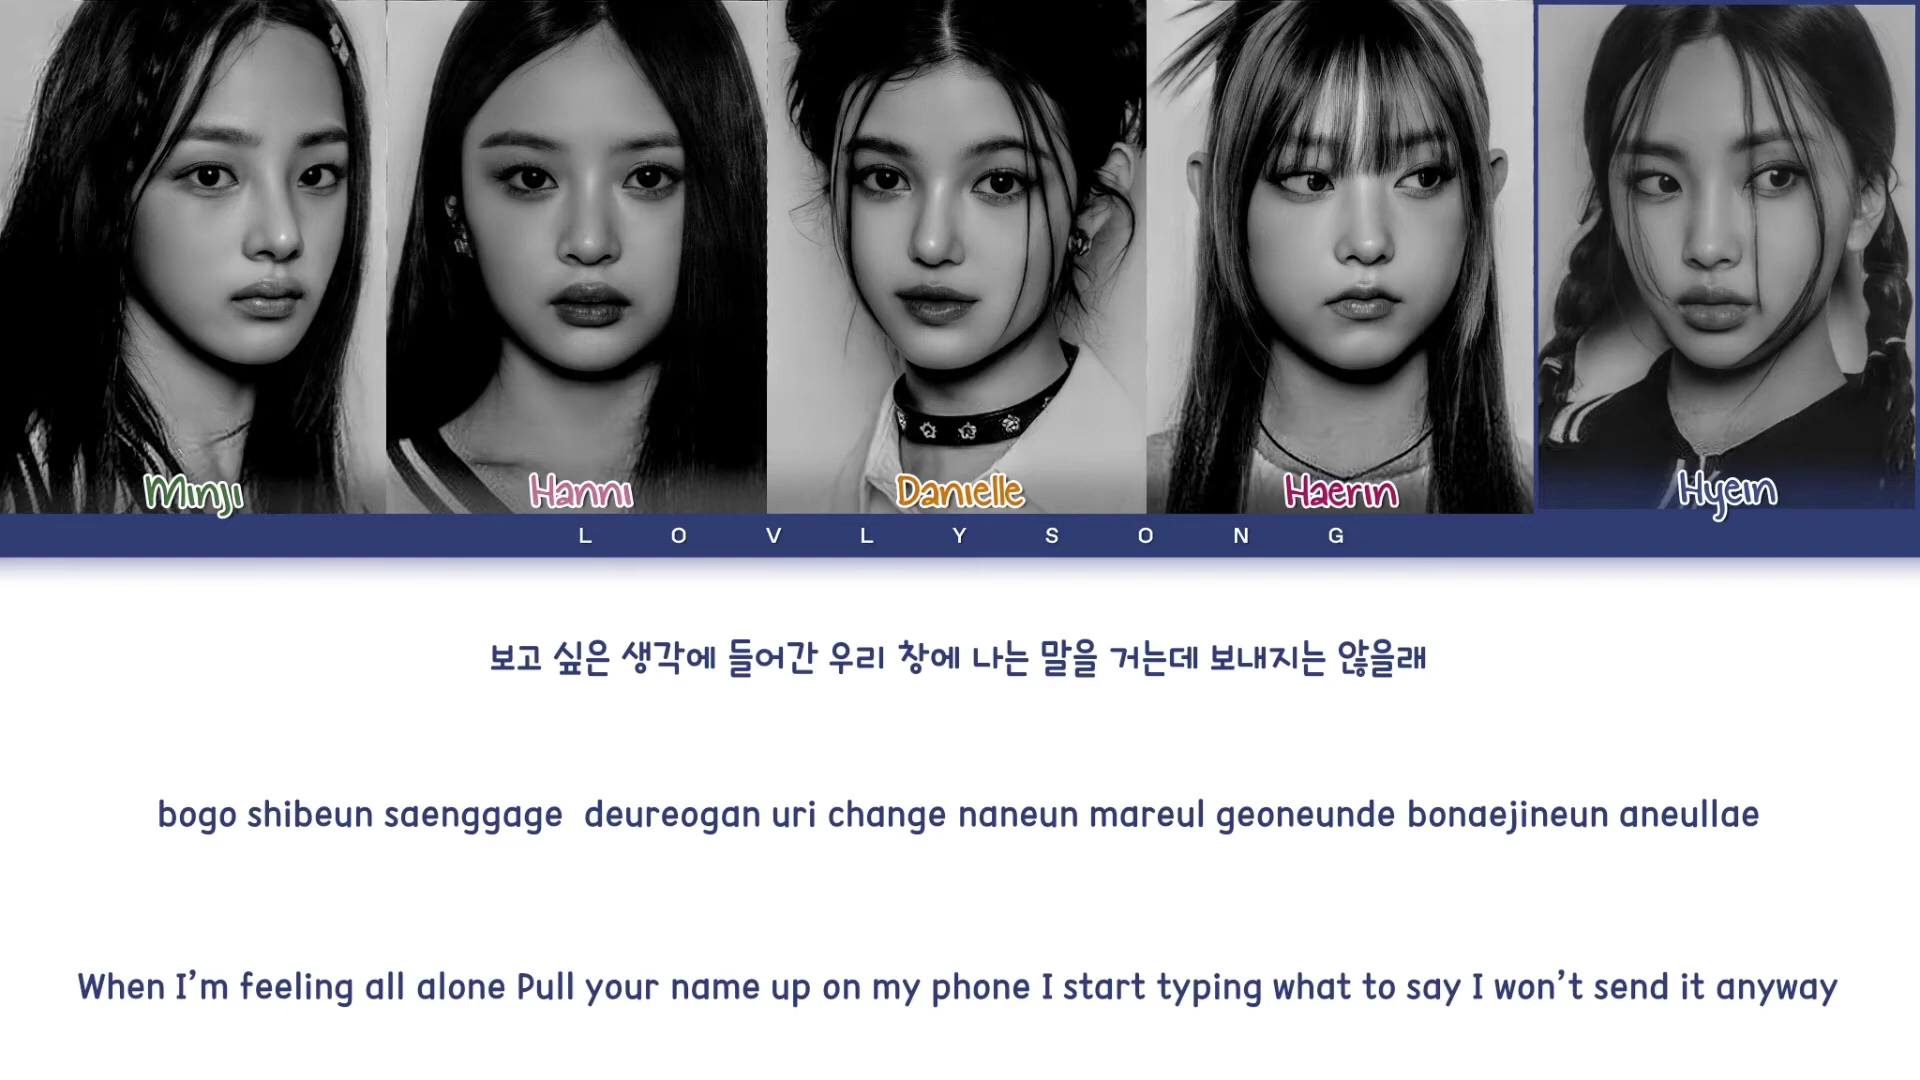 Minji Hanni Danielle Haerin Hyein
LOVLYSONG
보고 싶은 생각에 들어간 우리 창에 나는 말을 거는데 보내지는 않을래
bogo shibeun saenggage deureogan uri change naneun mareul geoneunde bonaejineun aneullae
When I’m feeling all alone Pull your name up on my phone I start typing what to say I won’t send it anyway